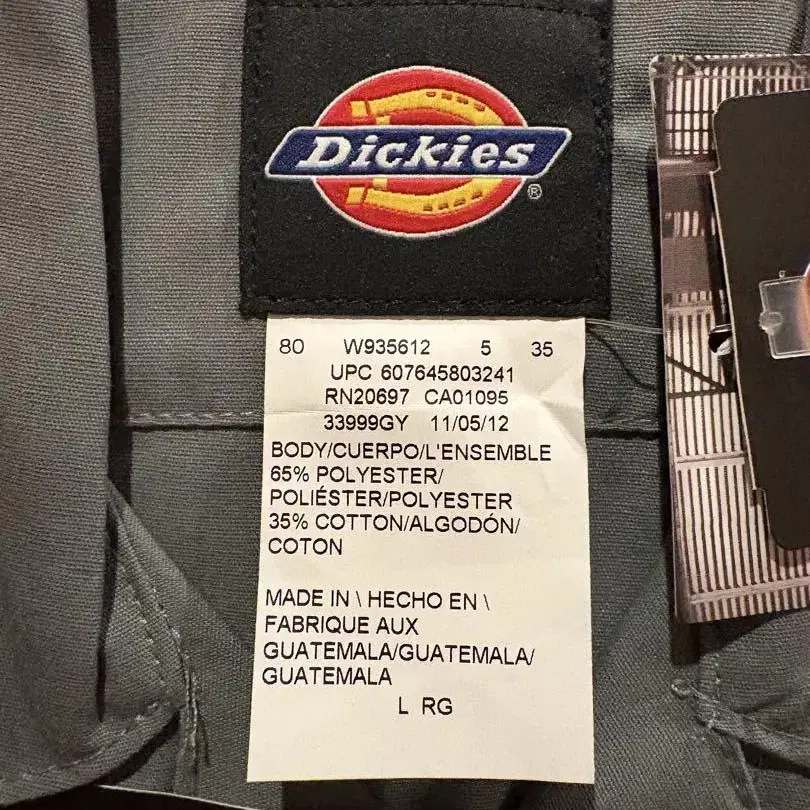 Dickies
®
80 W935612 5 35
UPC 607645803241
RN20697 CA01095
33999GY 11/05/12
BODY/CUERPO/L'ENSEMBLE
65% POLYESTER/
POLIÉSTER/POLYESTER
35% COTTON/ALGODÓN/
COTON
MADE IN \ HECHO EN \
FABRIQUE AUX
GUATEMALA/GUATEMALA/
GUATEMALA
L RG